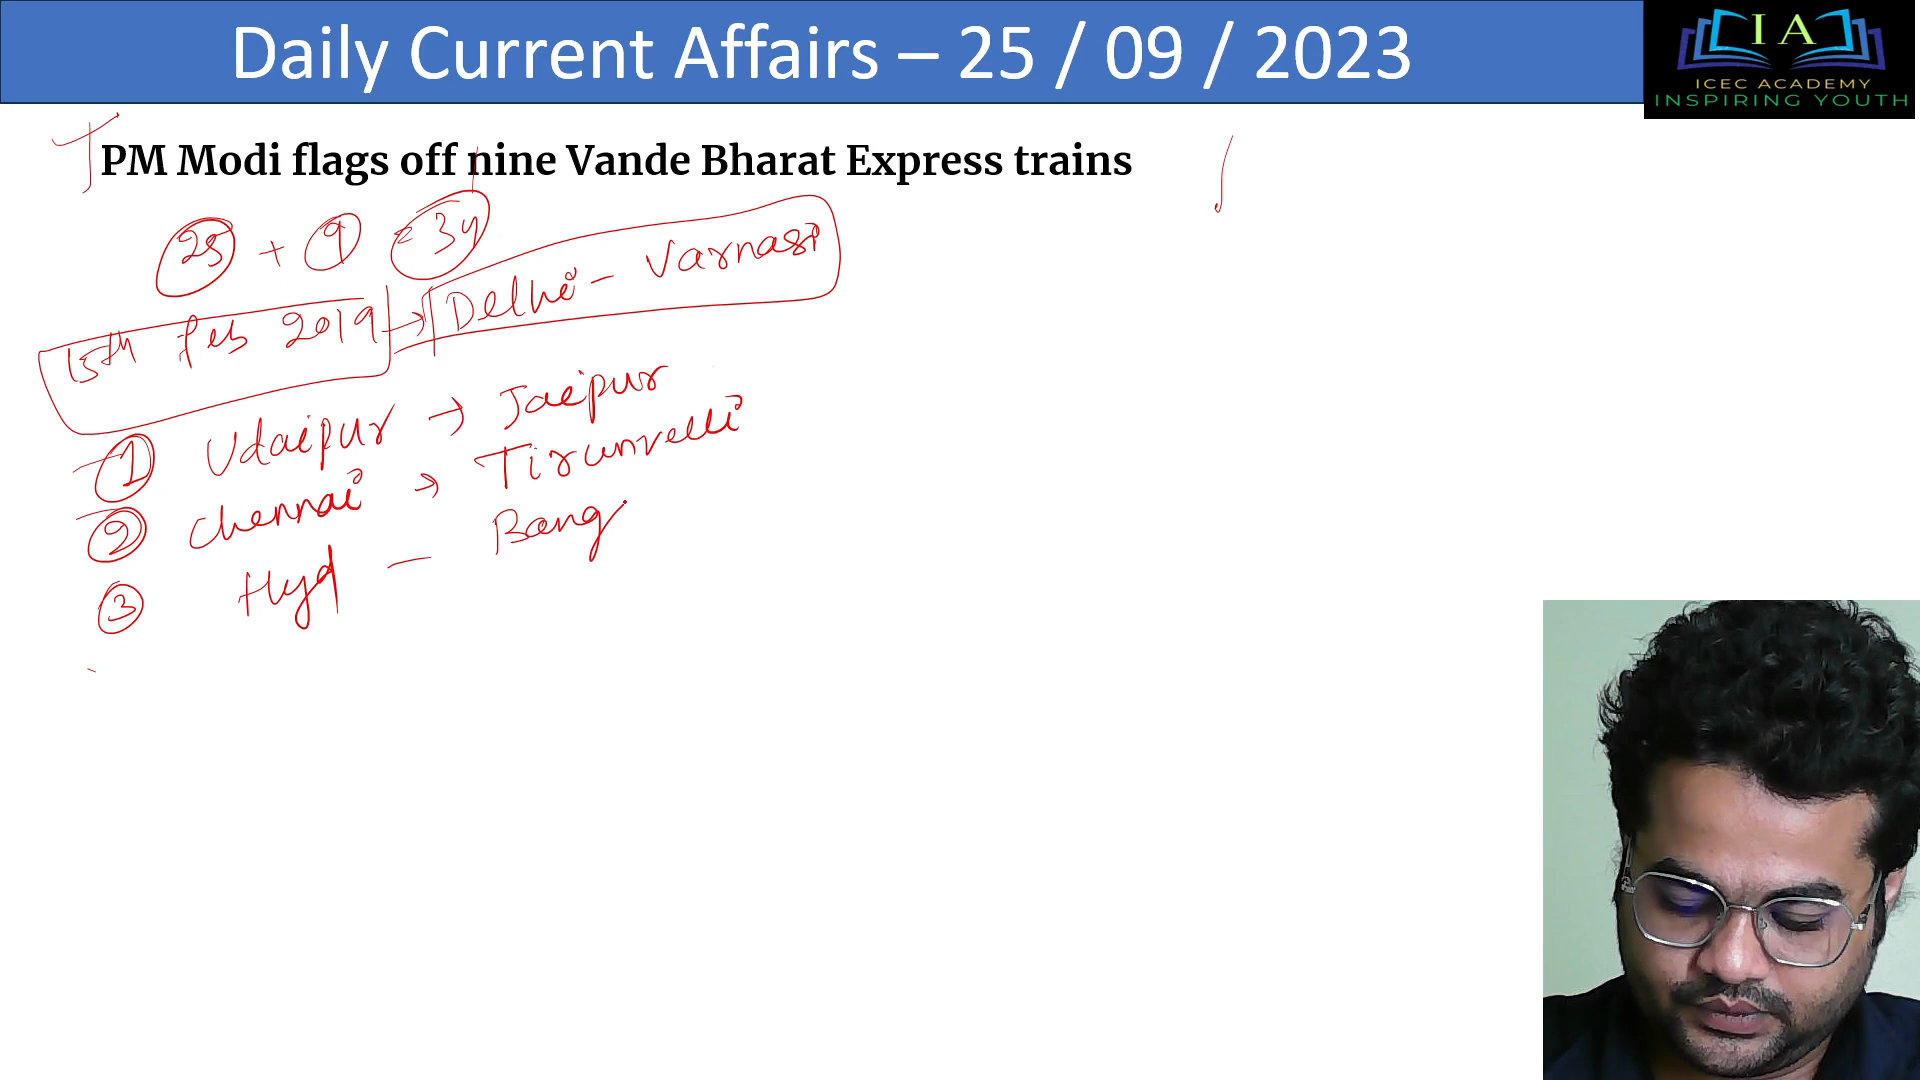 Daily Current Affairs – 25 / 09 / 2023
IA
ICEC ACADEMY
INSPIRING YOUTH
PM Modi flags off nine Vande Bharat Express trains
25 + 9 = 34
15th feb 2019 → Delhi - Varnasi
1 Udaipur → Jaipur
2 Chennai → Tirunvelli
3 Hyd — Bang